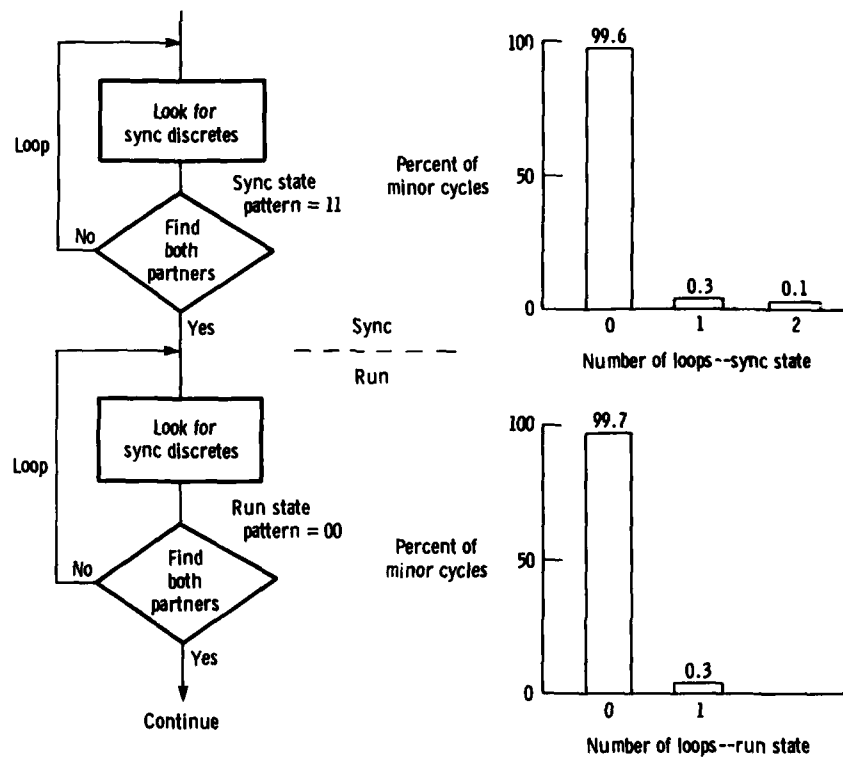 Look for
sync discretes
Loop
Sync state
pattern = 11
No
Find
both
partners
Yes
Sync
Run
Look for
sync discretes
Loop
Run state
pattern = 00
No
Find
both
partners
Yes
Continue
100
99.6
Percent of
minor cycles
50
0.3
0.1
0
0
1
2
Number of loops--sync state
100
99.7
Percent of
minor cycles
50
0.3
0
0
1
Number of loops--run state